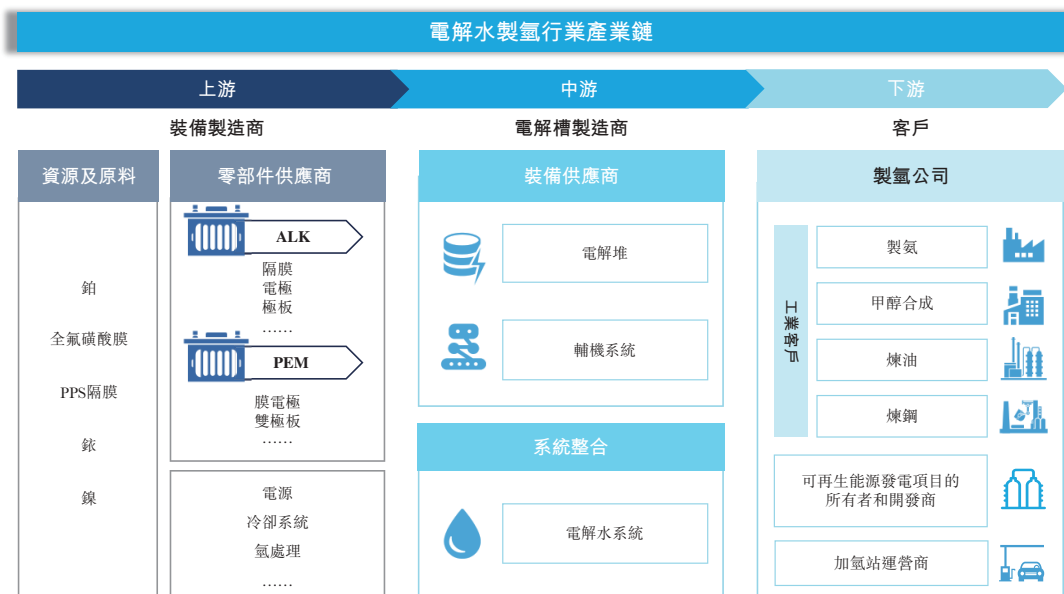 電解水製氫行業產業鏈
上游
中游
下游
裝備製造商
電解槽製造商
客戶
資源及原料
鉑
全氟磺酸膜
PPS隔膜
銥
鎳
零部件供應商
ALK
隔膜
電極
極板
……
PEM
膜電極
雙極板
……
電源
冷卻系統
氫處理
……
裝備供應商
電解堆
輔機系統
系統整合
電解水系統
製氫公司
工業客戶
製氨
甲醇合成
煉油
煉鋼
可再生能源發電項目的
所有者和開發商
加氫站運營商